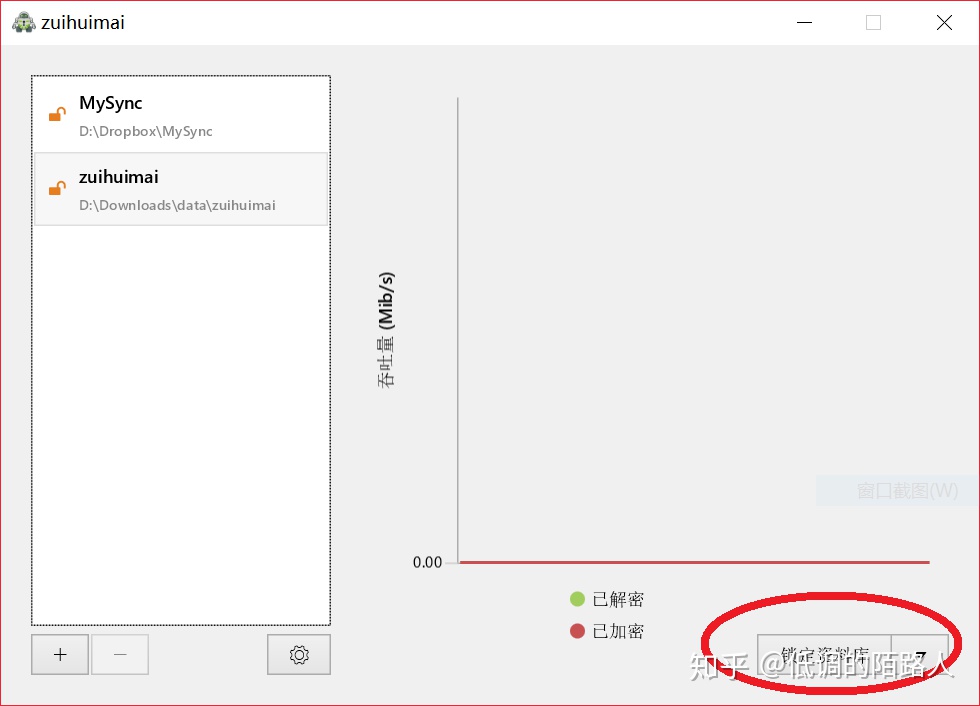 zuihuimai
MySync
D:\Dropbox\MySync
zuihuimai
D:\Downloads\data\zuihuimai
吞吐量 (Mib/s)
窗口截图(W)
0.00
已解密
已加密
锁定资料库
知乎 @低调的陌路人